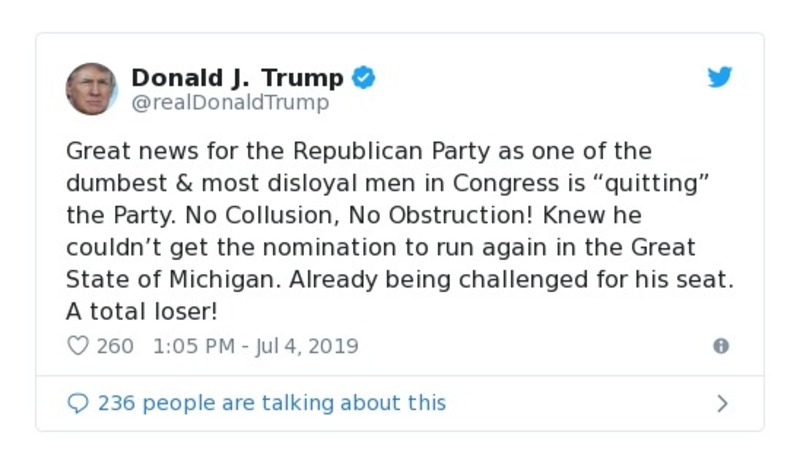 Donald J. Trump
@realDonaldTrump
Great news for the Republican Party as one of the
dumbest & most disloyal men in Congress is “quitting”
the Party. No Collusion, No Obstruction! Knew he
couldn’t get the nomination to run again in the Great
State of Michigan. Already being challenged for his seat.
A total loser!
260 1:05 PM - Jul 4, 2019
236 people are talking about this